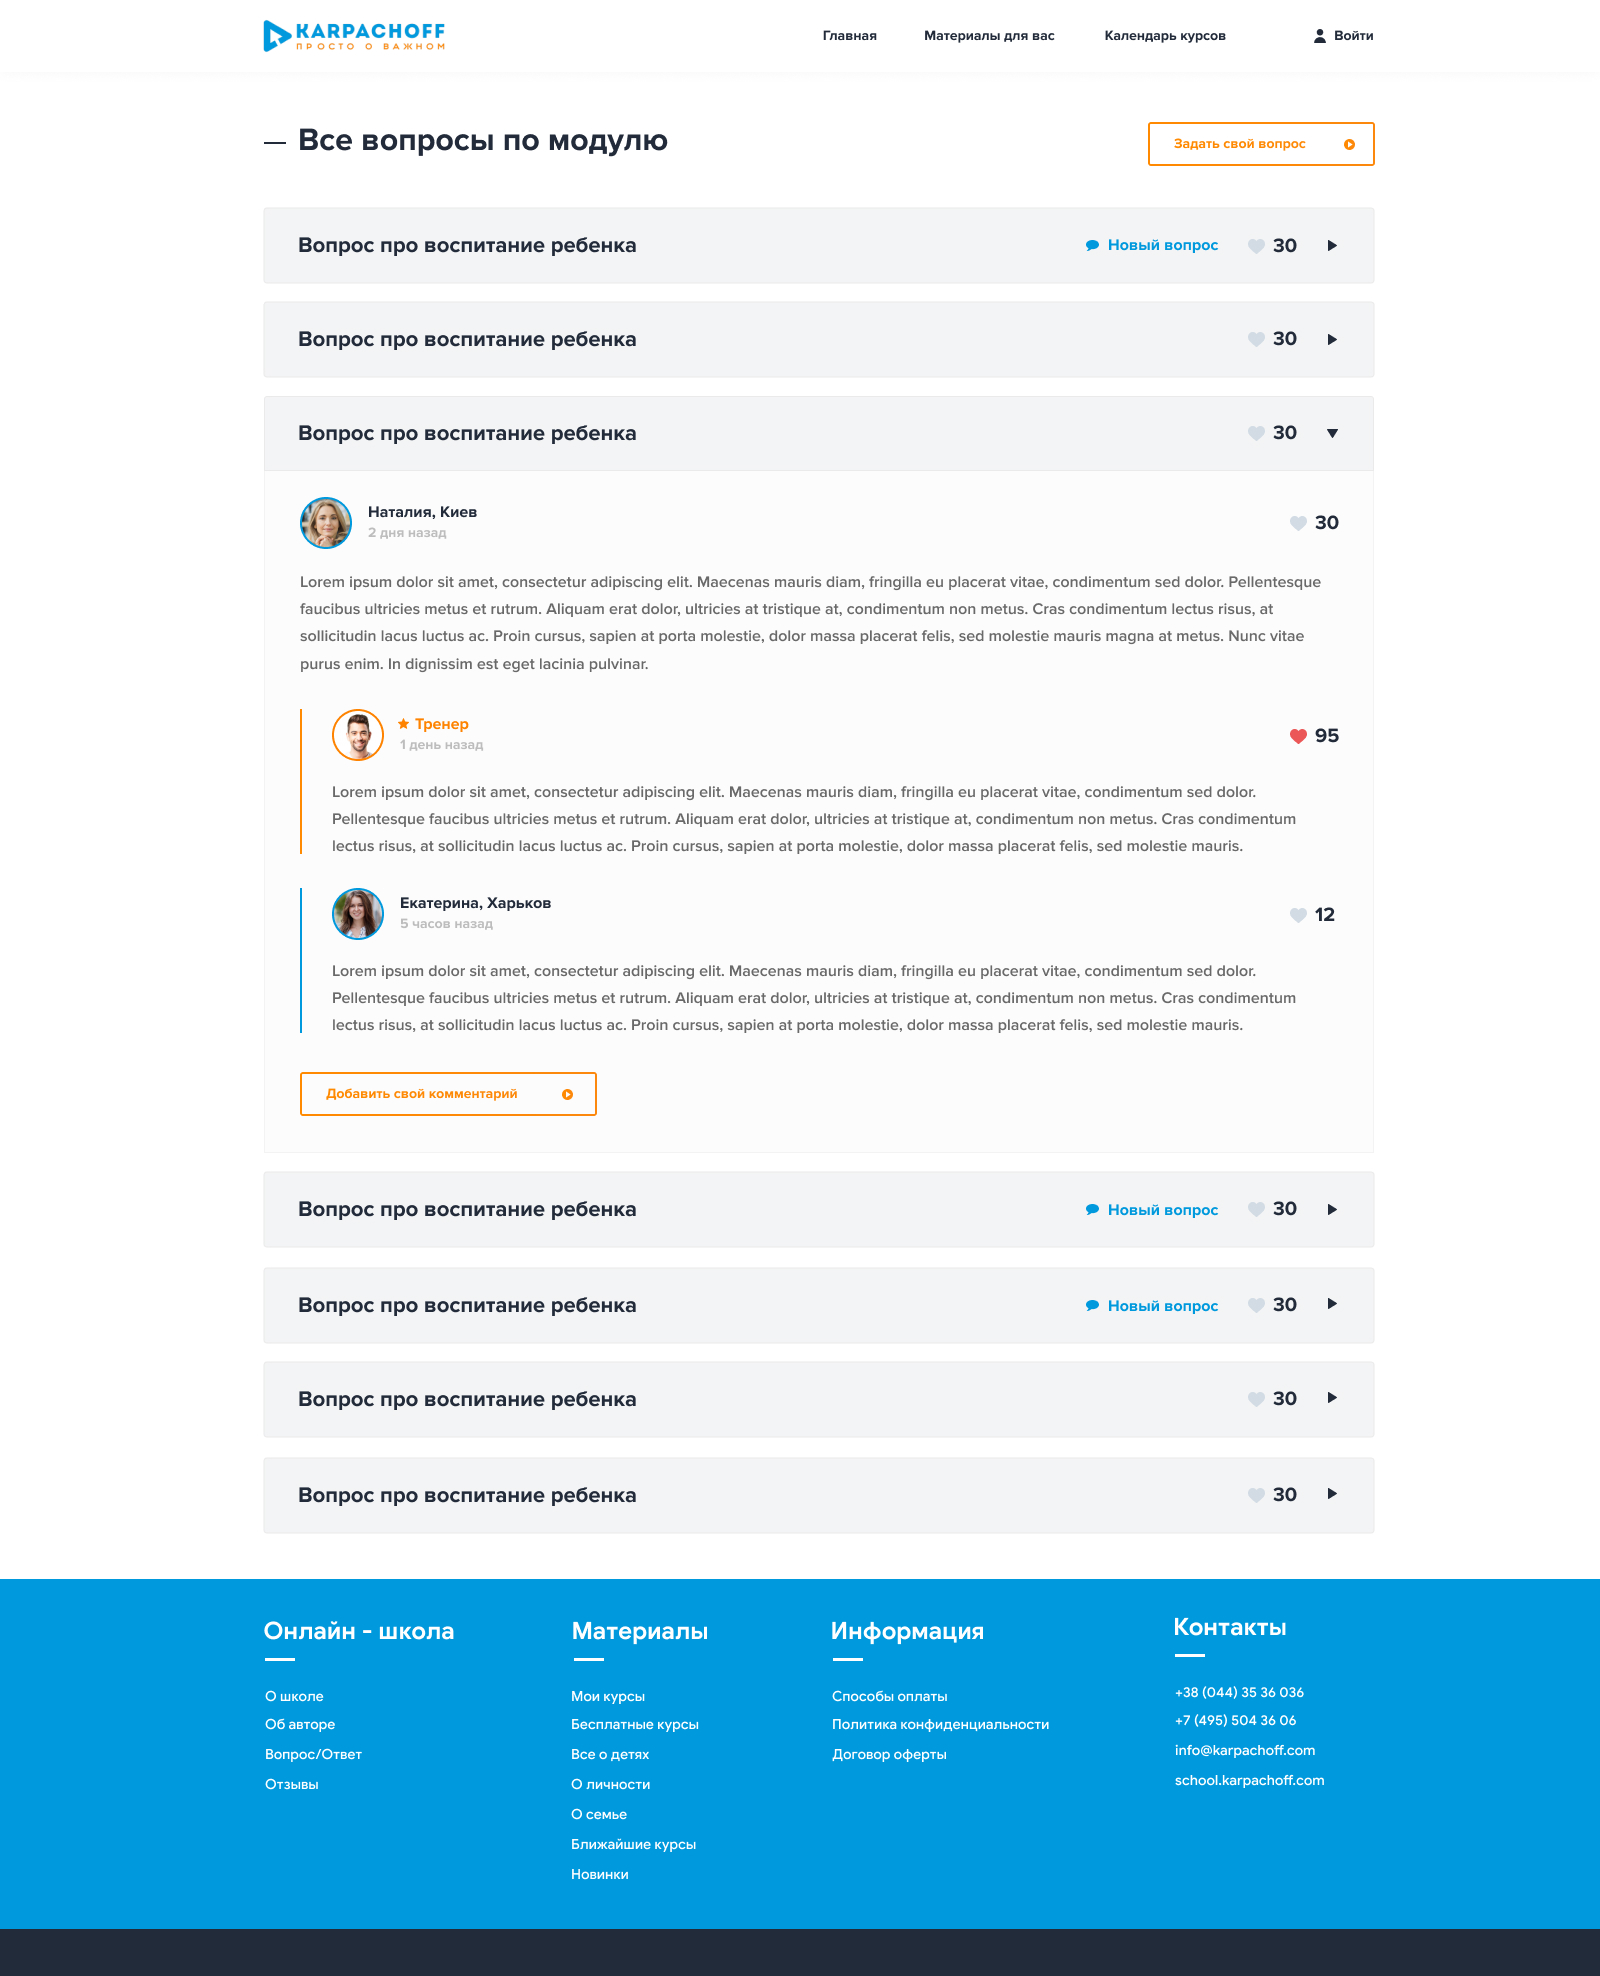 KARPACHOFF
ПРОСТО О ВАЖНОМ
Главная
Материалы для вас
Календарь курсов
Войти
— Все вопросы по модулю
Задать свой вопрос
Вопрос про воспитание ребенка
Новый вопрос
30
Вопрос про воспитание ребенка
30
Вопрос про воспитание ребенка
30
Наталия, Киев
2 дня назад
30
Lorem ipsum dolor sit amet, consectetur adipiscing elit. Maecenas mauris diam, fringilla eu placerat vitae, condimentum sed dolor. Pellentesque
faucibus ultricies metus et rutrum. Aliquam erat dolor, ultricies at tristique at, condimentum non metus. Cras condimentum lectus risus, at
sollicitudin lacus luctus ac. Proin cursus, sapien at porta molestie, dolor massa placerat felis, sed molestie mauris magna at metus. Nunc vitae
purus enim. In dignissim est eget lacinia pulvinar.
Тренер
1 день назад
95
Lorem ipsum dolor sit amet, consectetur adipiscing elit. Maecenas mauris diam, fringilla eu placerat vitae, condimentum sed dolor.
Pellentesque faucibus ultricies metus et rutrum. Aliquam erat dolor, ultricies at tristique at, condimentum non metus. Cras condimentum
lectus risus, at sollicitudin lacus luctus ac. Proin cursus, sapien at porta molestie, dolor massa placerat felis, sed molestie mauris.
Екатерина, Харьков
5 часов назад
12
Lorem ipsum dolor sit amet, consectetur adipiscing elit. Maecenas mauris diam, fringilla eu placerat vitae, condimentum sed dolor.
Pellentesque faucibus ultricies metus et rutrum. Aliquam erat dolor, ultricies at tristique at, condimentum non metus. Cras condimentum
lectus risus, at sollicitudin lacus luctus ac. Proin cursus, sapien at porta molestie, dolor massa placerat felis, sed molestie mauris.
Добавить свой комментарий
Вопрос про воспитание ребенка
Новый вопрос
30
Вопрос про воспитание ребенка
Новый вопрос
30
Вопрос про воспитание ребенка
30
Вопрос про воспитание ребенка
30
Онлайн - школа
О школе
Об авторе
Вопрос/Ответ
Отзывы
Материалы
Мои курсы
Бесплатные курсы
Все о детях
О личности
О семье
Ближайшие курсы
Новинки
Информация
Способы оплаты
Политика конфиденциальности
Договор оферты
Контакты
+38 (044) 35 36 036
+7 (495) 504 36 06
info@karpachoff.com
school.karpachoff.com